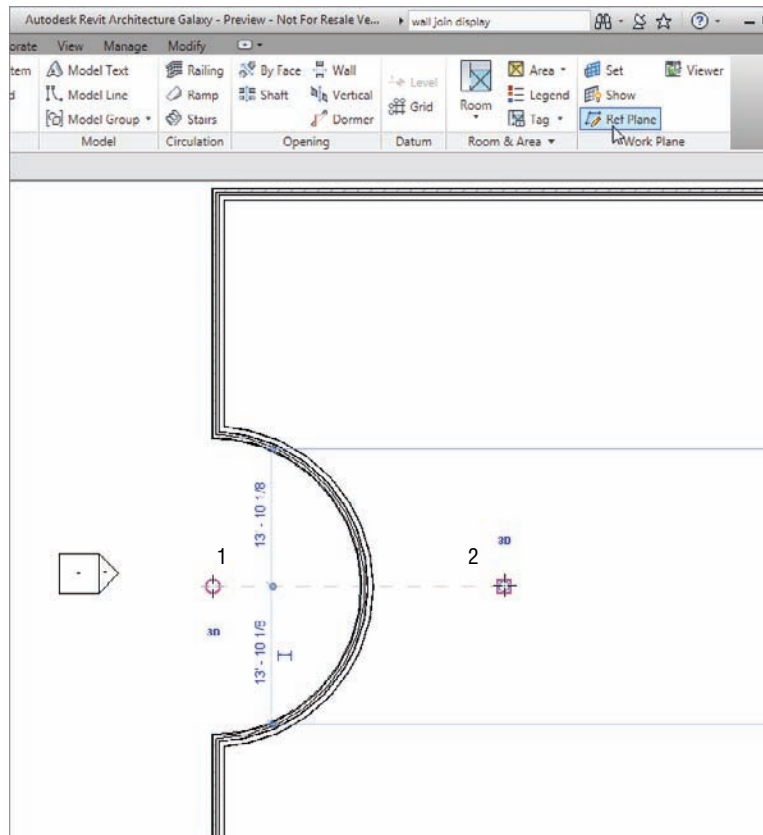 Autodesk Revit Architecture Galaxy - Preview - Not For Resale Ve... wall join display
orate View Manage Modify
tem Model Text Railing By Face Wall Level Room Area Set Viewer
d Model Line Ramp Shaft Vertical Grid Legend Show
Model Group Stairs Dormer Tag Ref Plane
Model Circulation Opening Datum Room & Area Work Plane
13' - 10 1/8
1
2
3D
3D
13' - 10 1/8